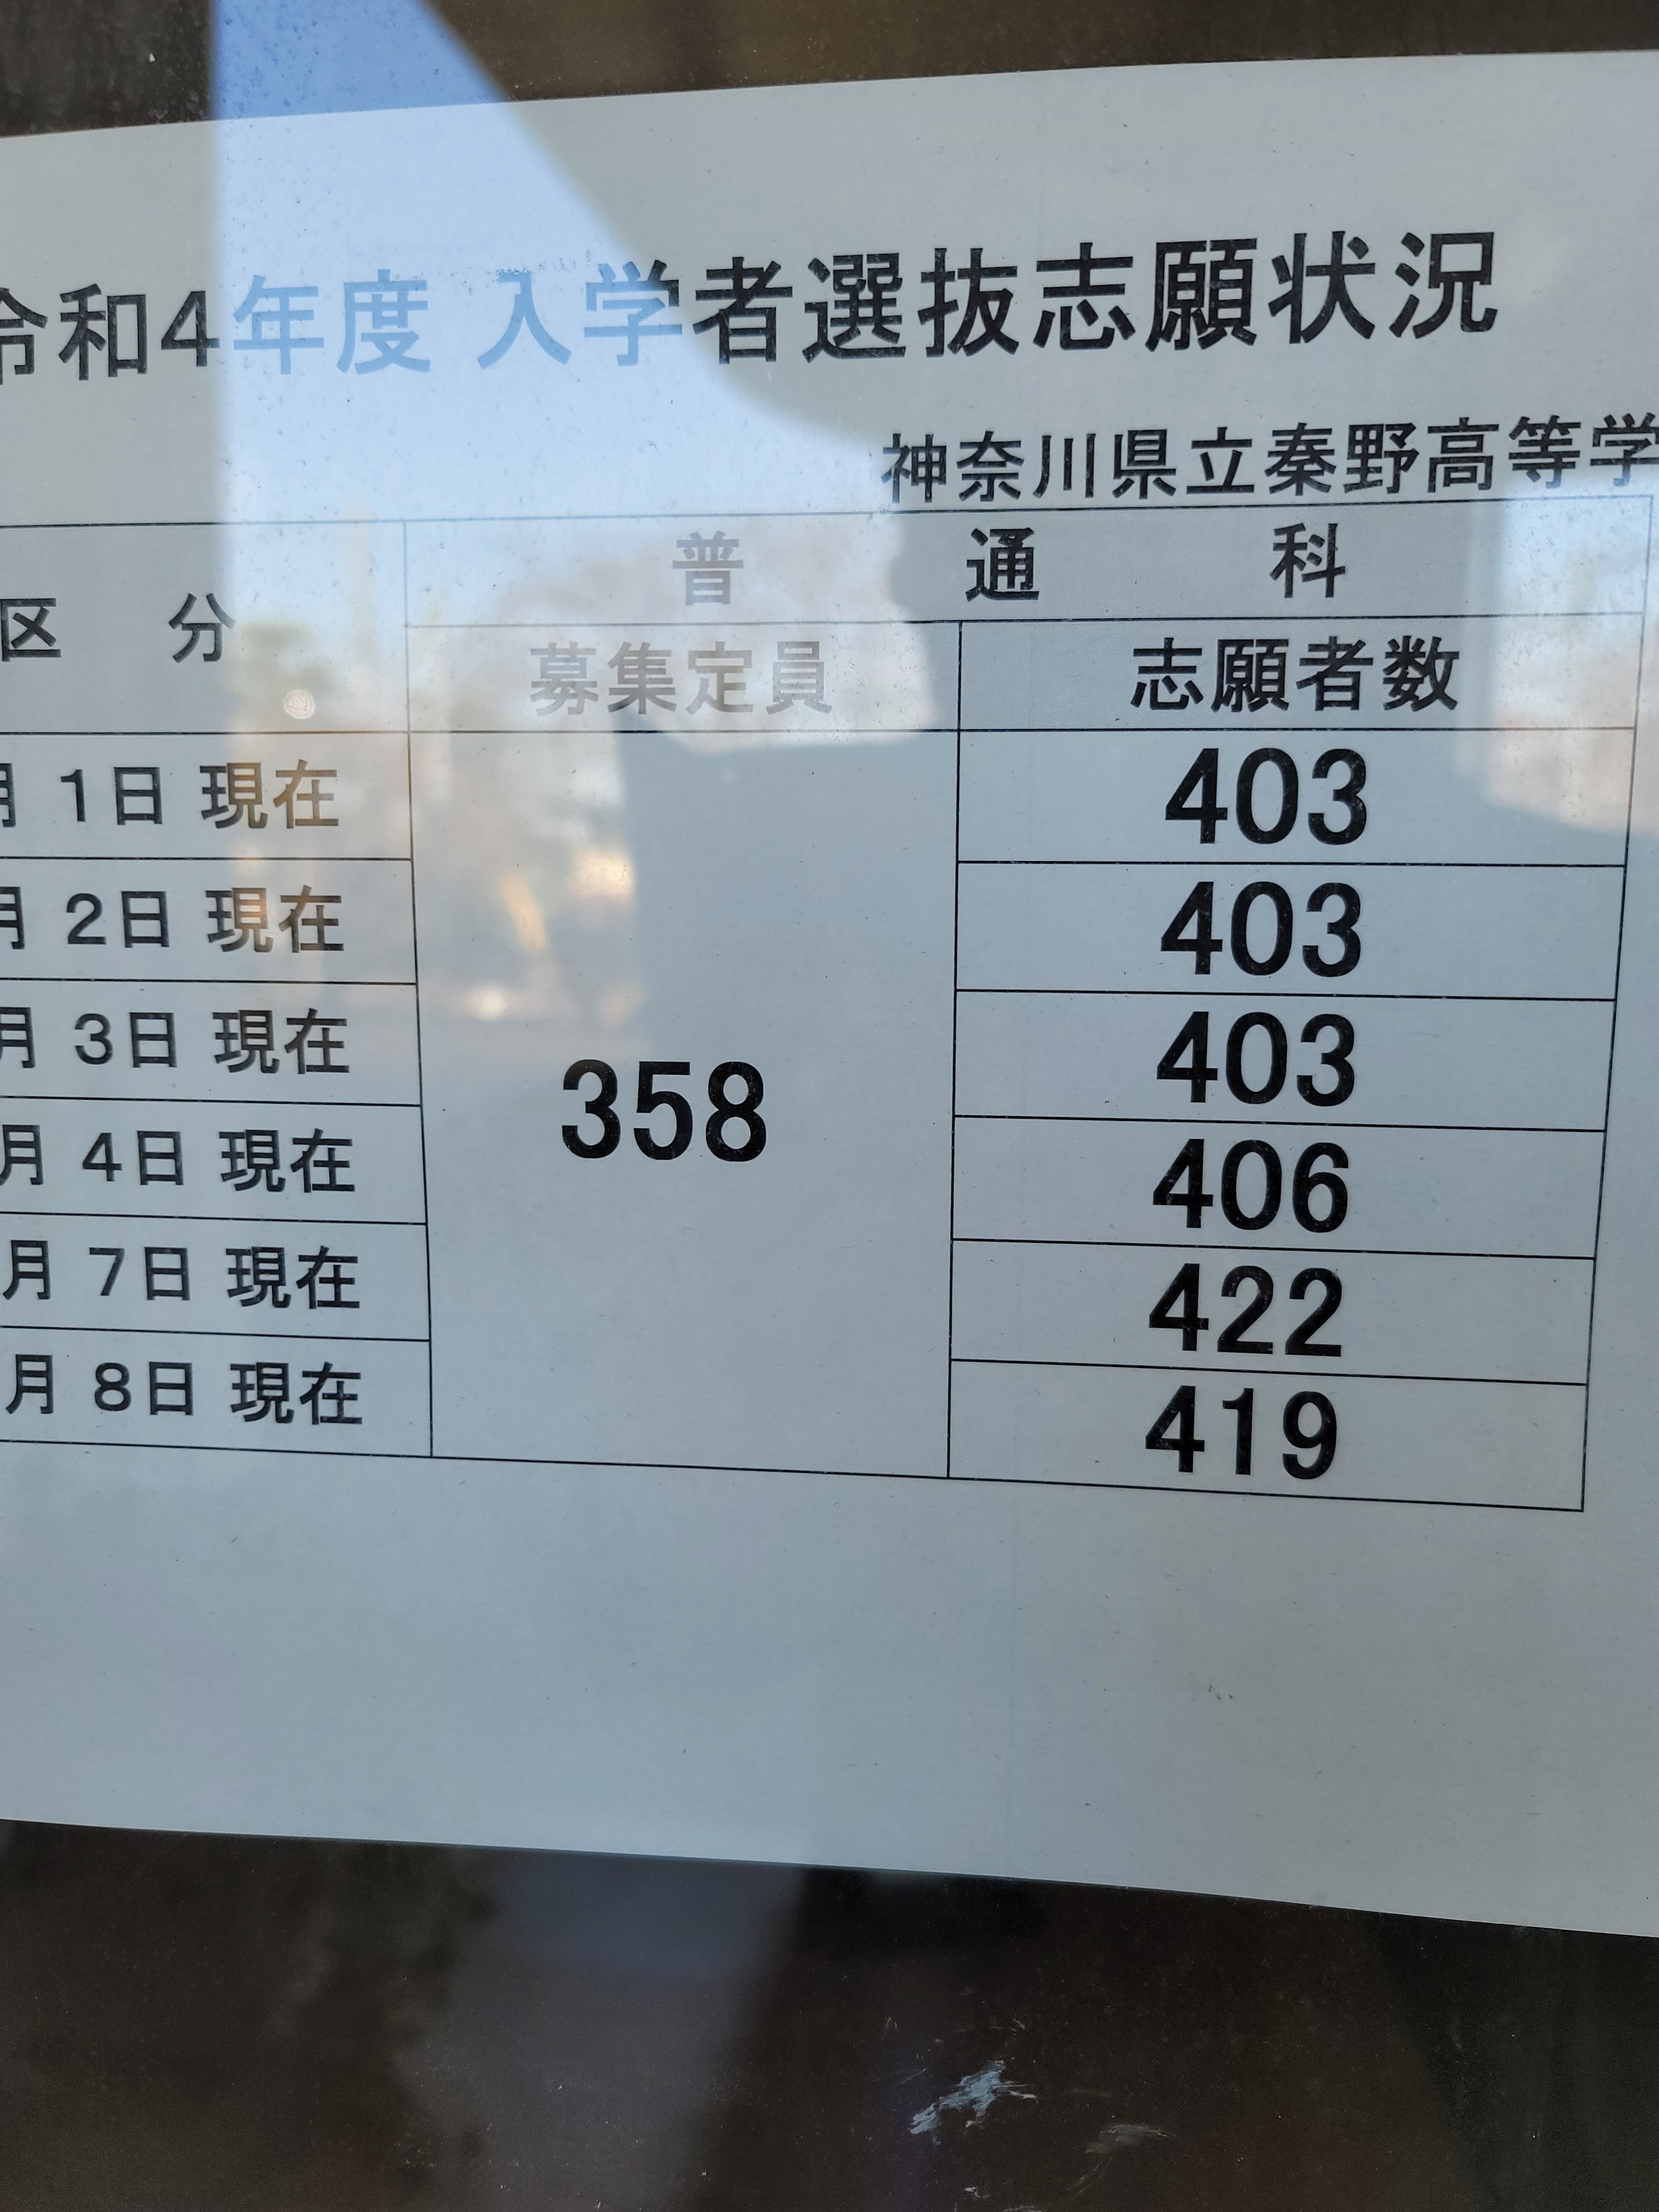 令和4年度 入学者選抜志願状況
神奈川県立秦野高等学
区 分 普 通 科
募集定員 志願者数
月 1日 現在 403
月 2日 現在 403
月 3日 現在 403
358
月 4日 現在 406
月 7日 現在 422
月 8日 現在 419